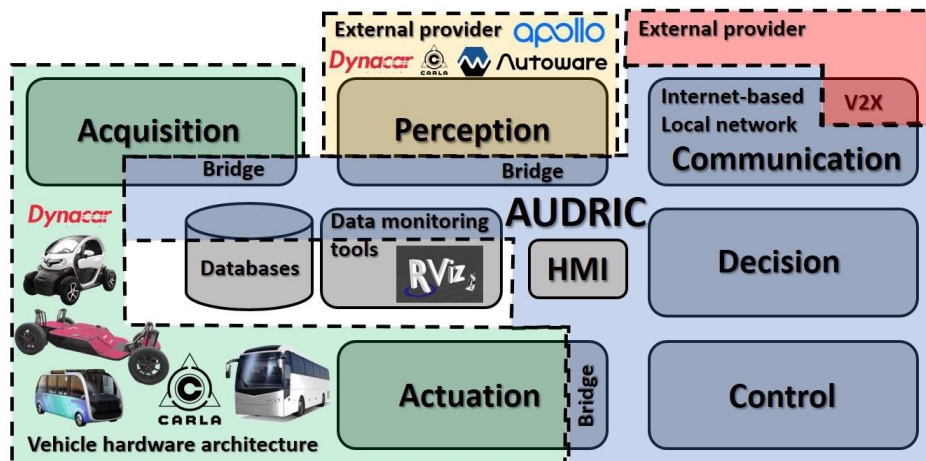 External provider
apollo
Dynacar
CARLA
Autoware
External provider
Acquisition
Bridge
Perception
Bridge
Internet-based
Local network
V2X
Communication
Dynacar
Databases
Data monitoring
tools
RViz
AUDRIC
HMI
Decision
CARLA
Vehicle hardware architecture
Actuation
Bridge
Control